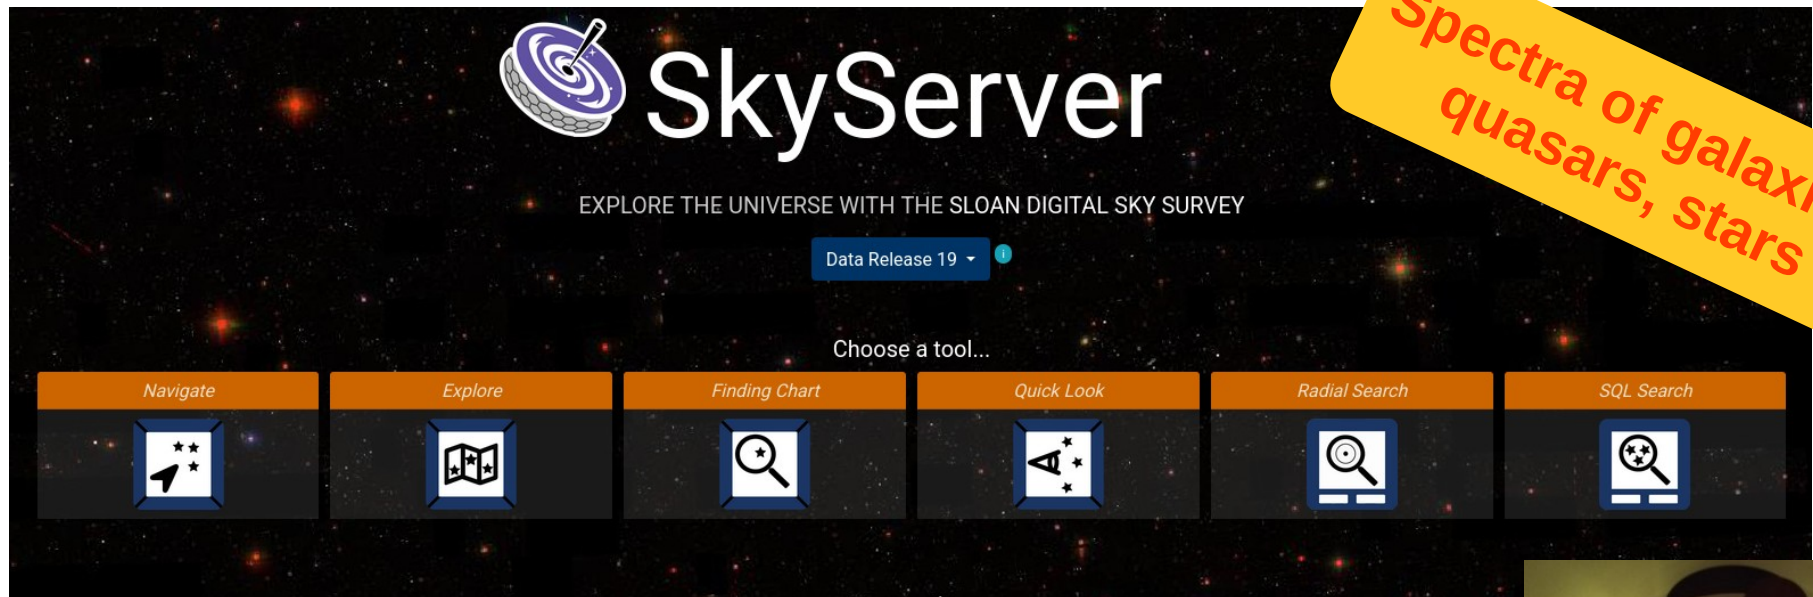 SkyServer
Spectra of
quasars, stars
EXPLORE THE UNIVERSE WITH THE SLOAN DIGITAL SKY SURVEY
Data Release 19
i
Choose a tool...
Navigate
Explore
Finding Chart
Quick Look
Radial Search
SQL Search